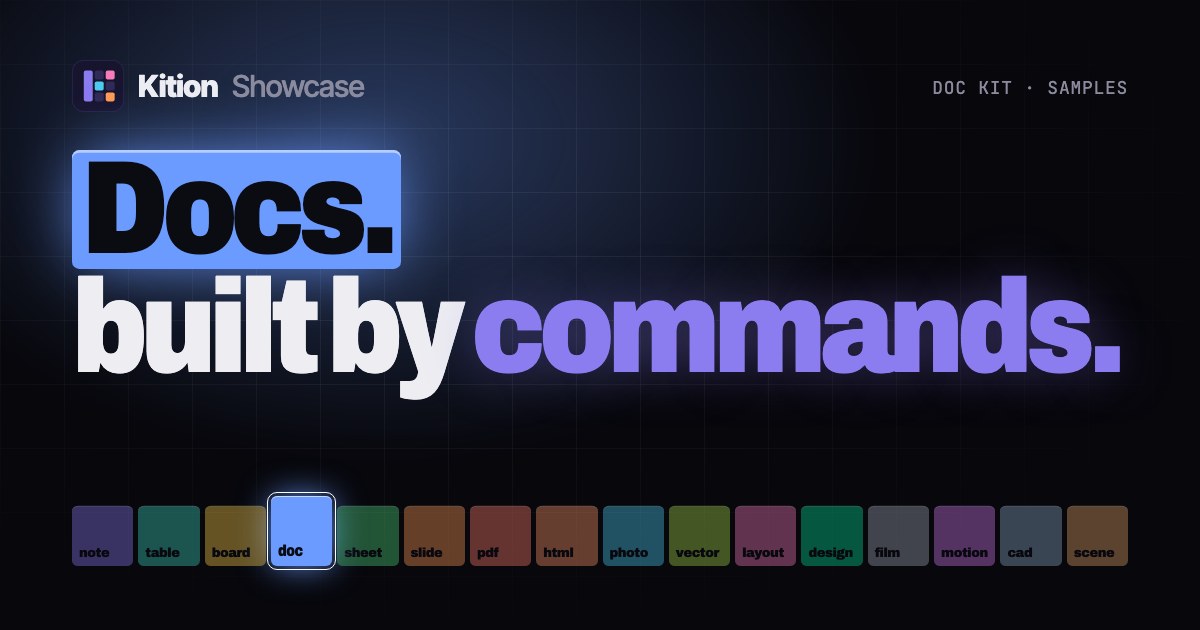 Kition Showcase
DOC KIT · SAMPLES
Docs.
built by commands.
note table board doc sheet slide pdf html photo vector layout design film motion cad scene